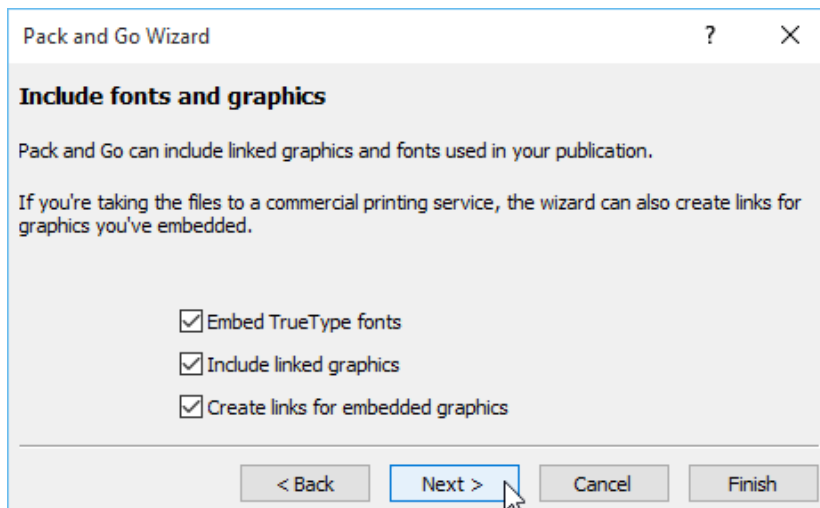 Pack and Go Wizard
?
Include fonts and graphics
Pack and Go can include linked graphics and fonts used in your publication.
If you're taking the files to a commercial printing service, the wizard can also create links for
graphics you've embedded.
Embed TrueType fonts
Include linked graphics
Create links for embedded graphics
< Back Next > Cancel Finish